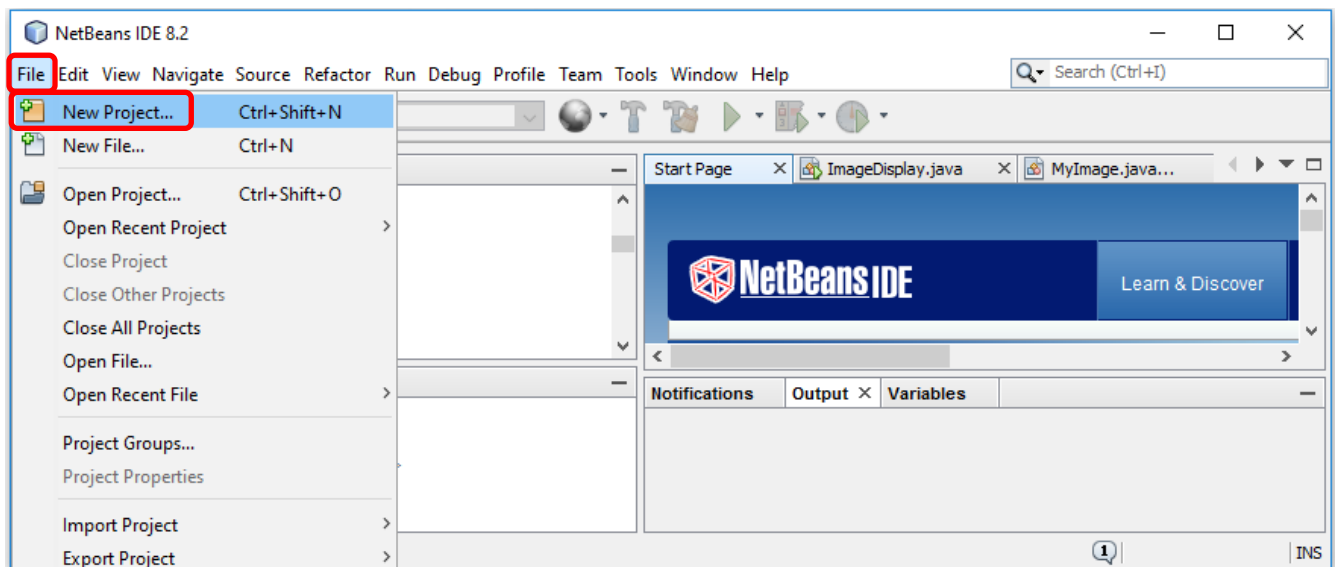 NetBeans IDE 8.2
File Edit View Navigate Source Refactor Run Debug Profile Team Tools Window Help
Search (Ctrl+I)
New Project... Ctrl+Shift+N
New File... Ctrl+N
Open Project... Ctrl+Shift+O
Open Recent Project
Close Project
Close Other Projects
Close All Projects
Open File...
Open Recent File
Project Groups...
Project Properties
Import Project
Export Project
Start Page ImageDisplay.java MyImage.java...
NetBeans IDE
Learn & Discover
Notifications Output Variables
1 INS